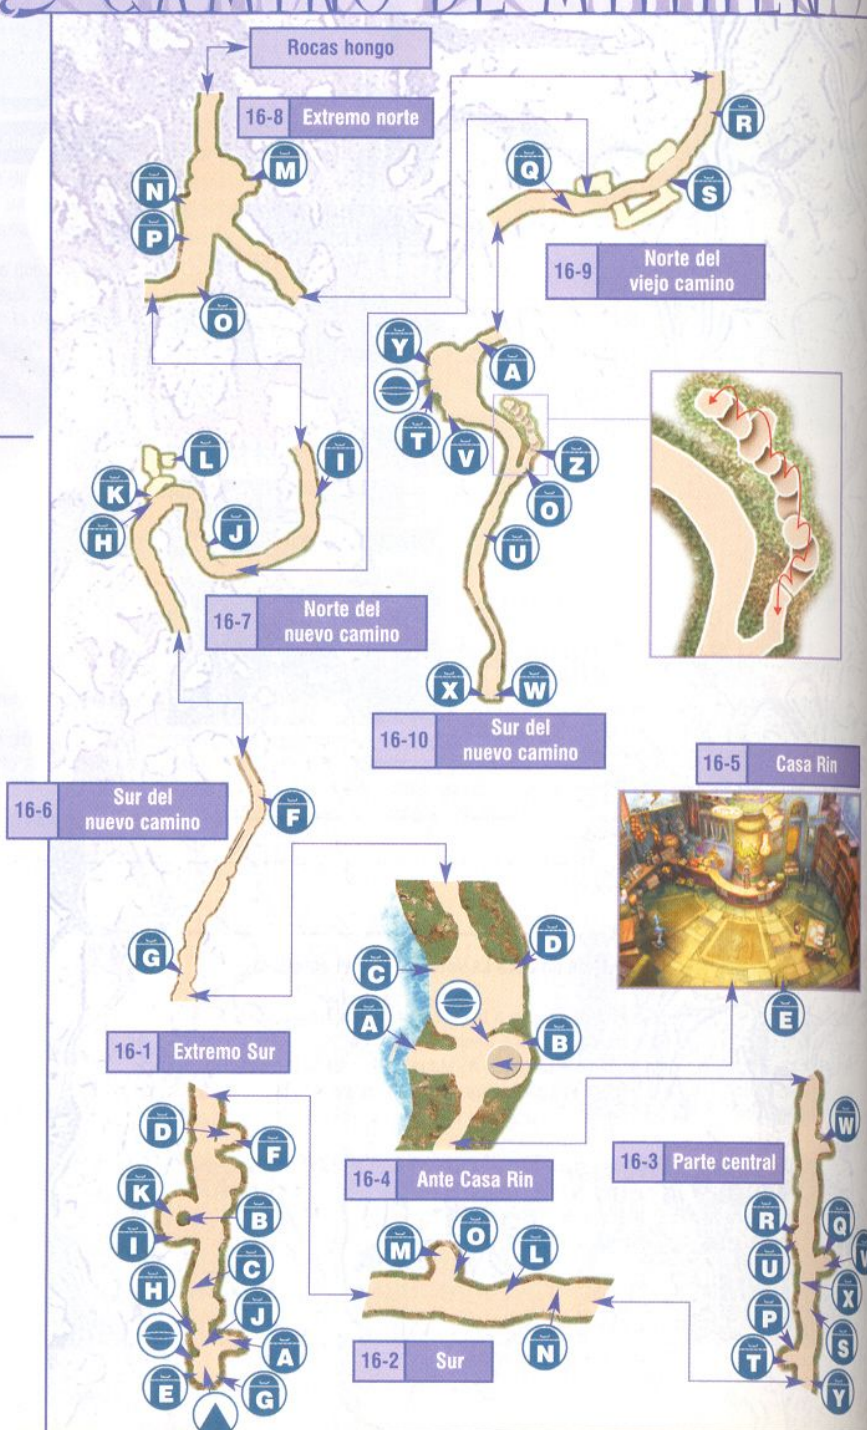 CAMINO DE
Rocas hongo
16-8 Extremo norte
M
N
P
O
R
Q
S
16-9 Norte del
viejo camino
Y
A
T
V
Z
O
U
X
W
16-10 Sur del
nuevo camino
L
I
K
H
J
16-7 Norte del
nuevo camino
16-5 Casa Rin
E
16-6 Sur del
nuevo camino
F
G
C
D
A
B
16-4 Ante Casa Rin
16-1 Extremo Sur
D
F
K
B
I
C
H
J
A
E
G
M
O
L
N
16-2 Sur
16-3 Parte central
W
R
Q
U
X
P
S
T
Y